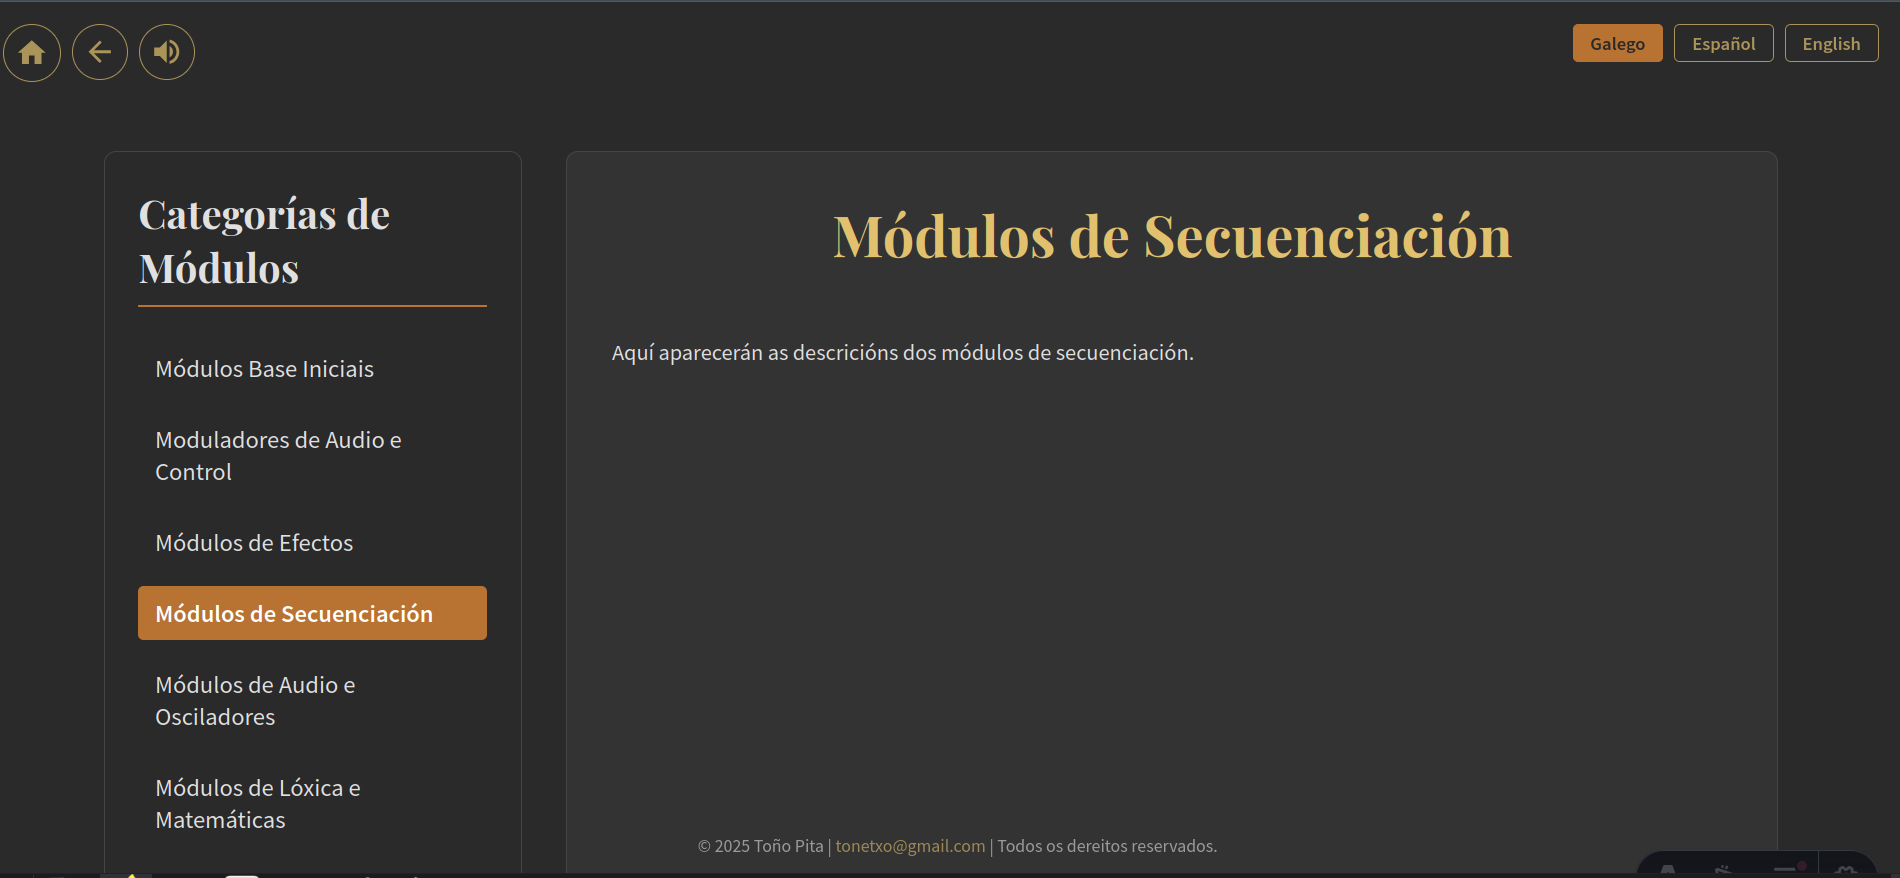 Galego
Español
English
Categorías de
Módulos
Módulos Base Iniciais
Moduladores de Audio e
Control
Módulos de Efectos
Módulos de Secuenciación
Módulos de Audio e
Osciladores
Módulos de Lóxica e
Matemáticas
Módulos de Secuenciación
Aquí aparecerán as descricións dos módulos de secuenciación.
© 2025 Toño Pita | tonetxo@gmail.com | Todos os dereitos reservados.